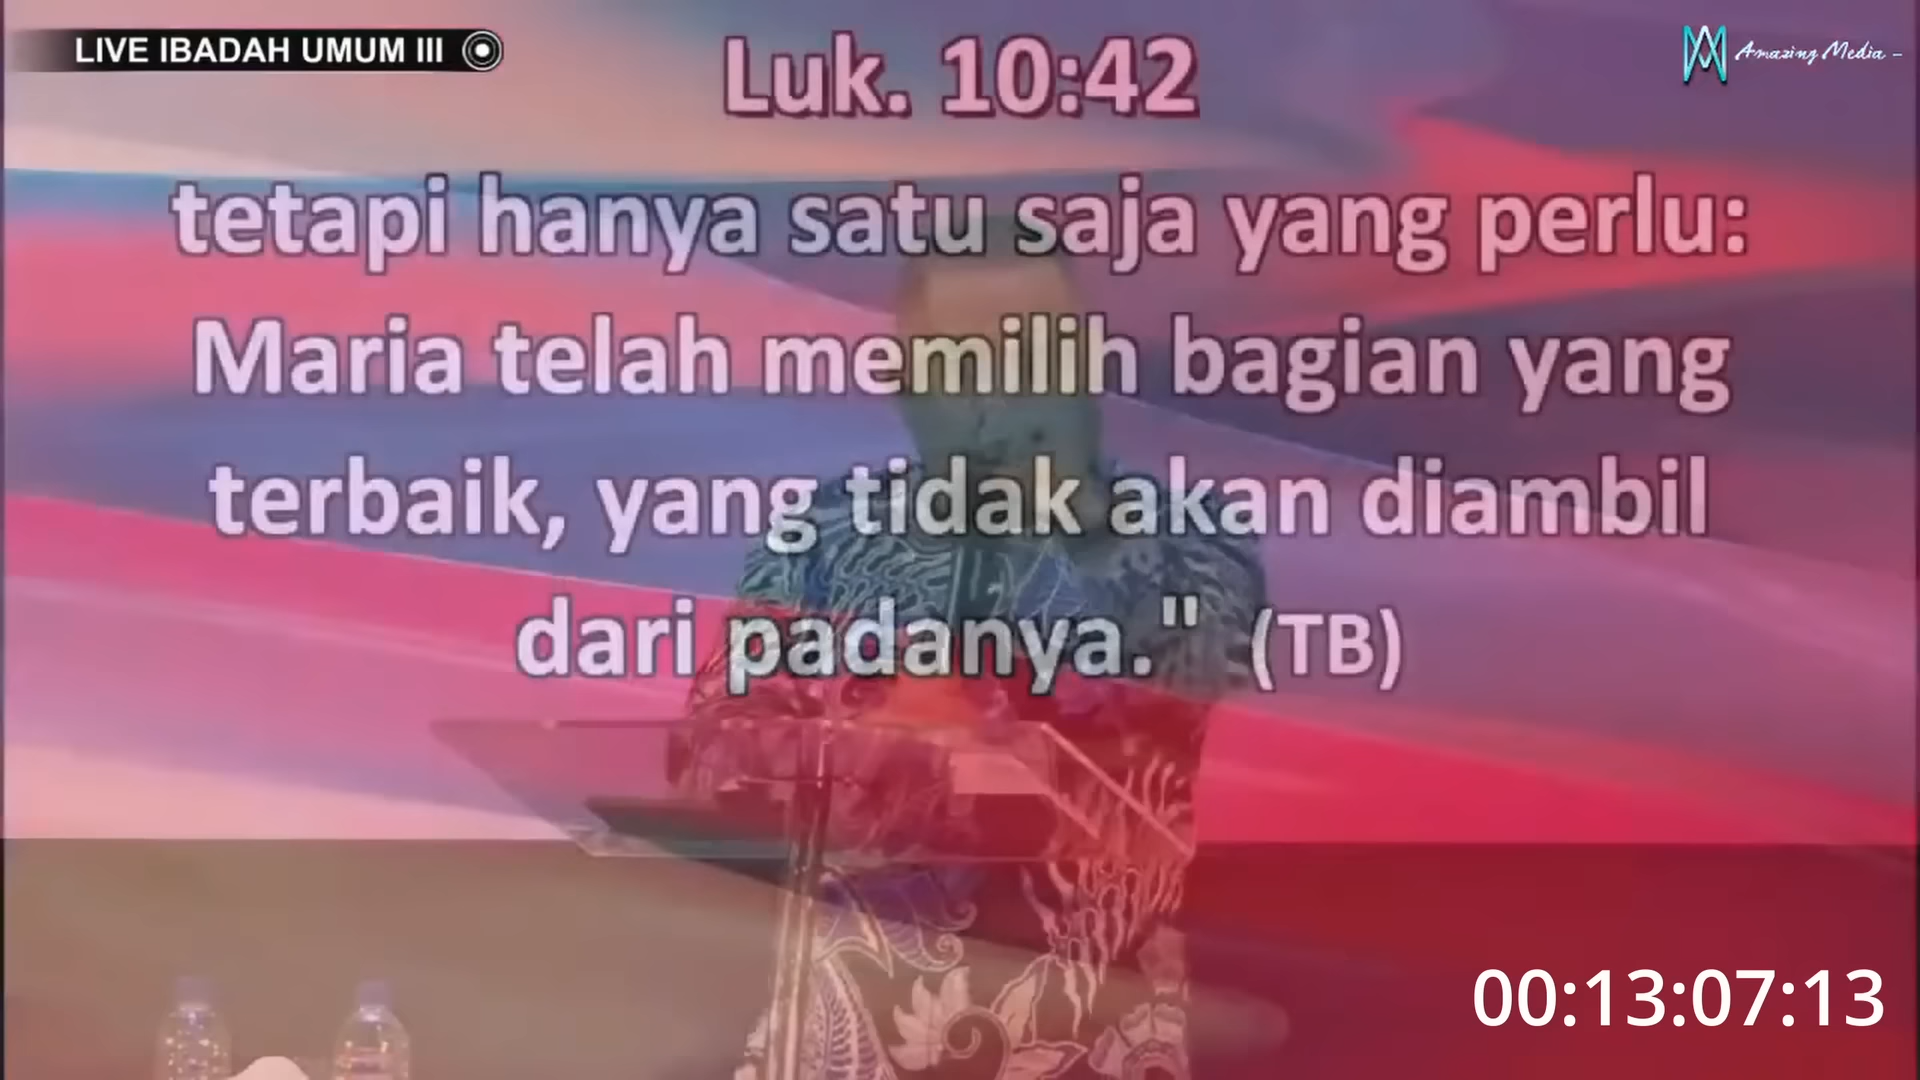 LIVE IBADAH UMUM III
Amazing Media -
Luk. 10:42
tetapi hanya satu saja yang perlu:
Maria telah memilih bagian yang
terbaik, yang tidak akan diambil
dari padanya." (TB)
00:13:07:13